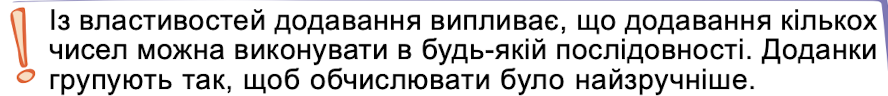 Із властивостей додавання випливає, що додавання кількох
чисел можна виконувати в будь-якій послідовності. Доданки
групують так, щоб обчислювати було найзручніше.